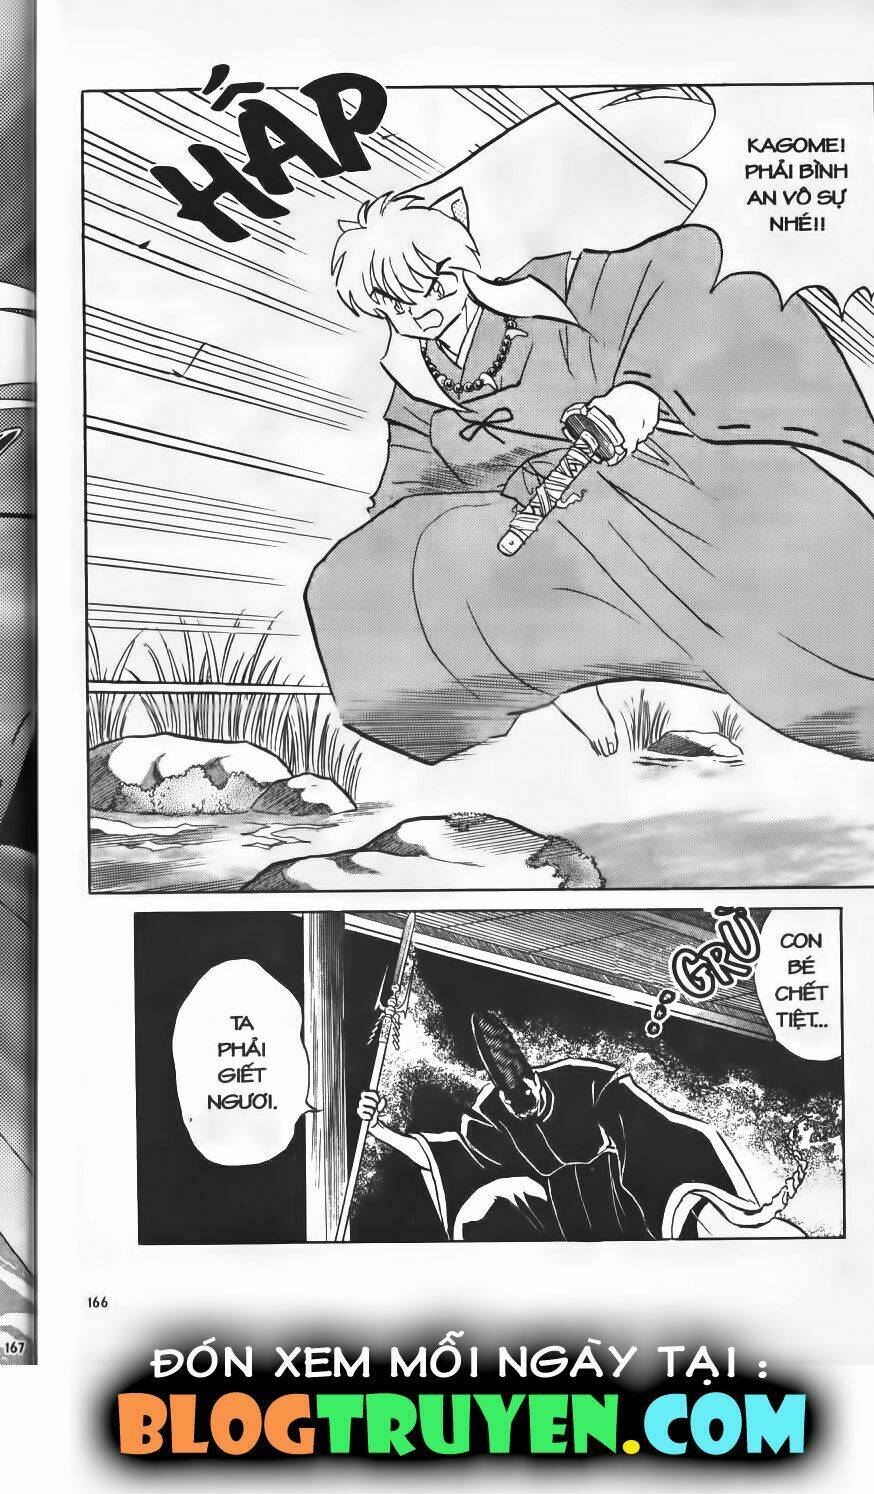 HẤP
KAGOME!
PHẢI BÌNH
AN VÔ SỰ
NHÉ!!
GRỪ
CON
BÉ
CHẾT
TIỆT...
TA
PHẢI
GIẾT
NGƯƠI.
166
167
ĐÓN XEM MỖI NGÀY TẠI :
BLOGTRUYEN.COM